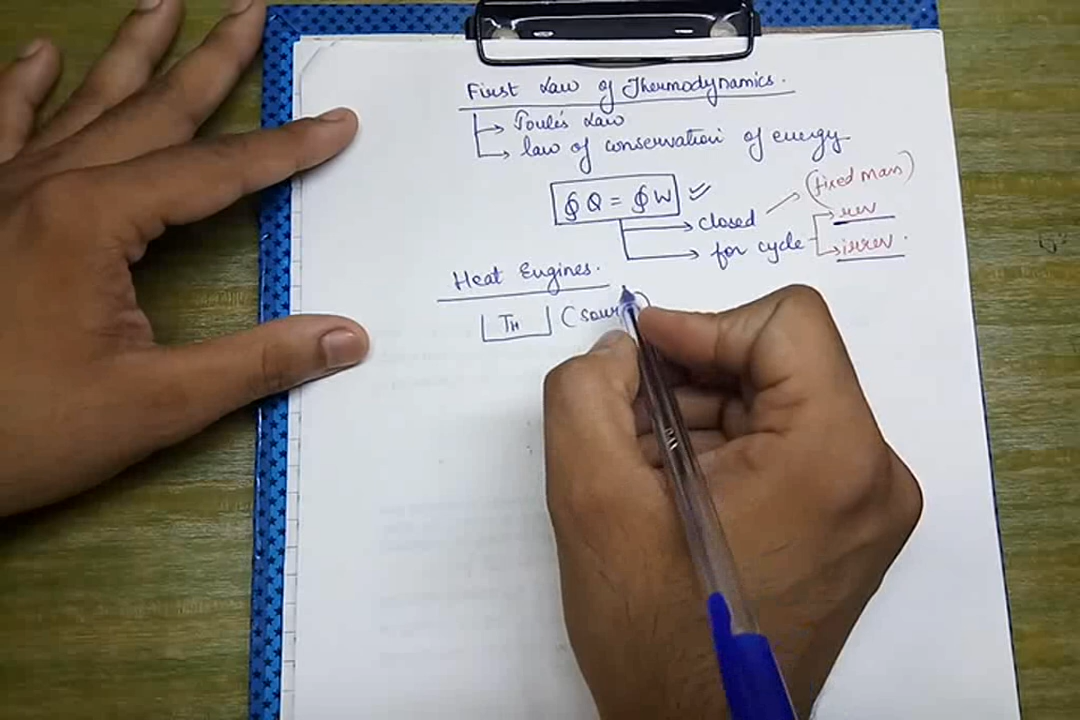 First Law of Thermodynamics.
Joule's Law
law of conservation of energy
∮ Q = ∮ W
closed
(fixed mass)
for cycle
rev
irrev.
Heat Engines.
TH